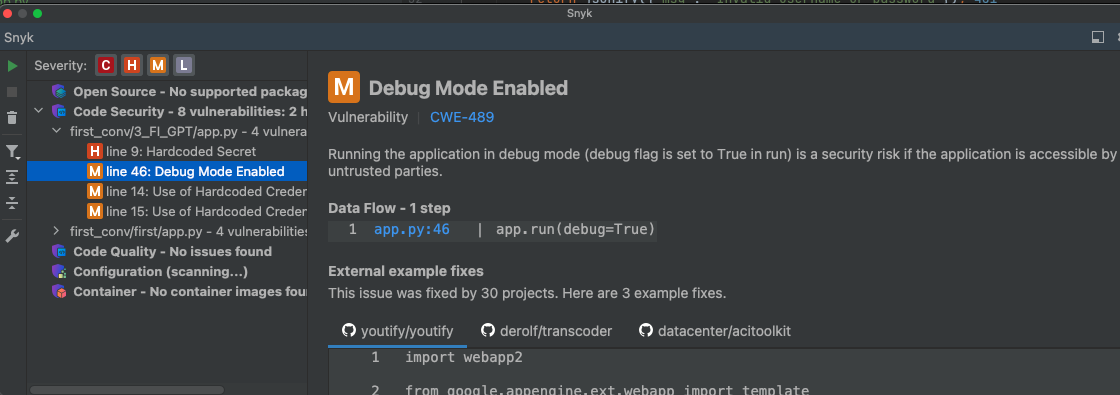 Snyk
Snyk
Severity: C H M L
Open Source - No supported packag
Code Security - 8 vulnerabilities: 2 h
first_conv/3_FI_GPT/app.py - 4 vulnera
H line 9: Hardcoded Secret
M line 46: Debug Mode Enabled
M line 14: Use of Hardcoded Creder
M line 15: Use of Hardcoded Creder
first_conv/first/app.py - 4 vulnerabilities
Code Quality - No issues found
Configuration (scanning...)
Container - No container images four
M Debug Mode Enabled
Vulnerability | CWE-489
Running the application in debug mode (debug flag is set to True in run) is a security risk if the application is accessible by
untrusted parties.
Data Flow - 1 step
1 app.py:46 | app.run(debug=True)
External example fixes
This issue was fixed by 30 projects. Here are 3 example fixes.
youtify/youtify derolf/transcoder datacenter/acitoolkit
1 import webapp2
2 from google.appengine.ext.webapp import template